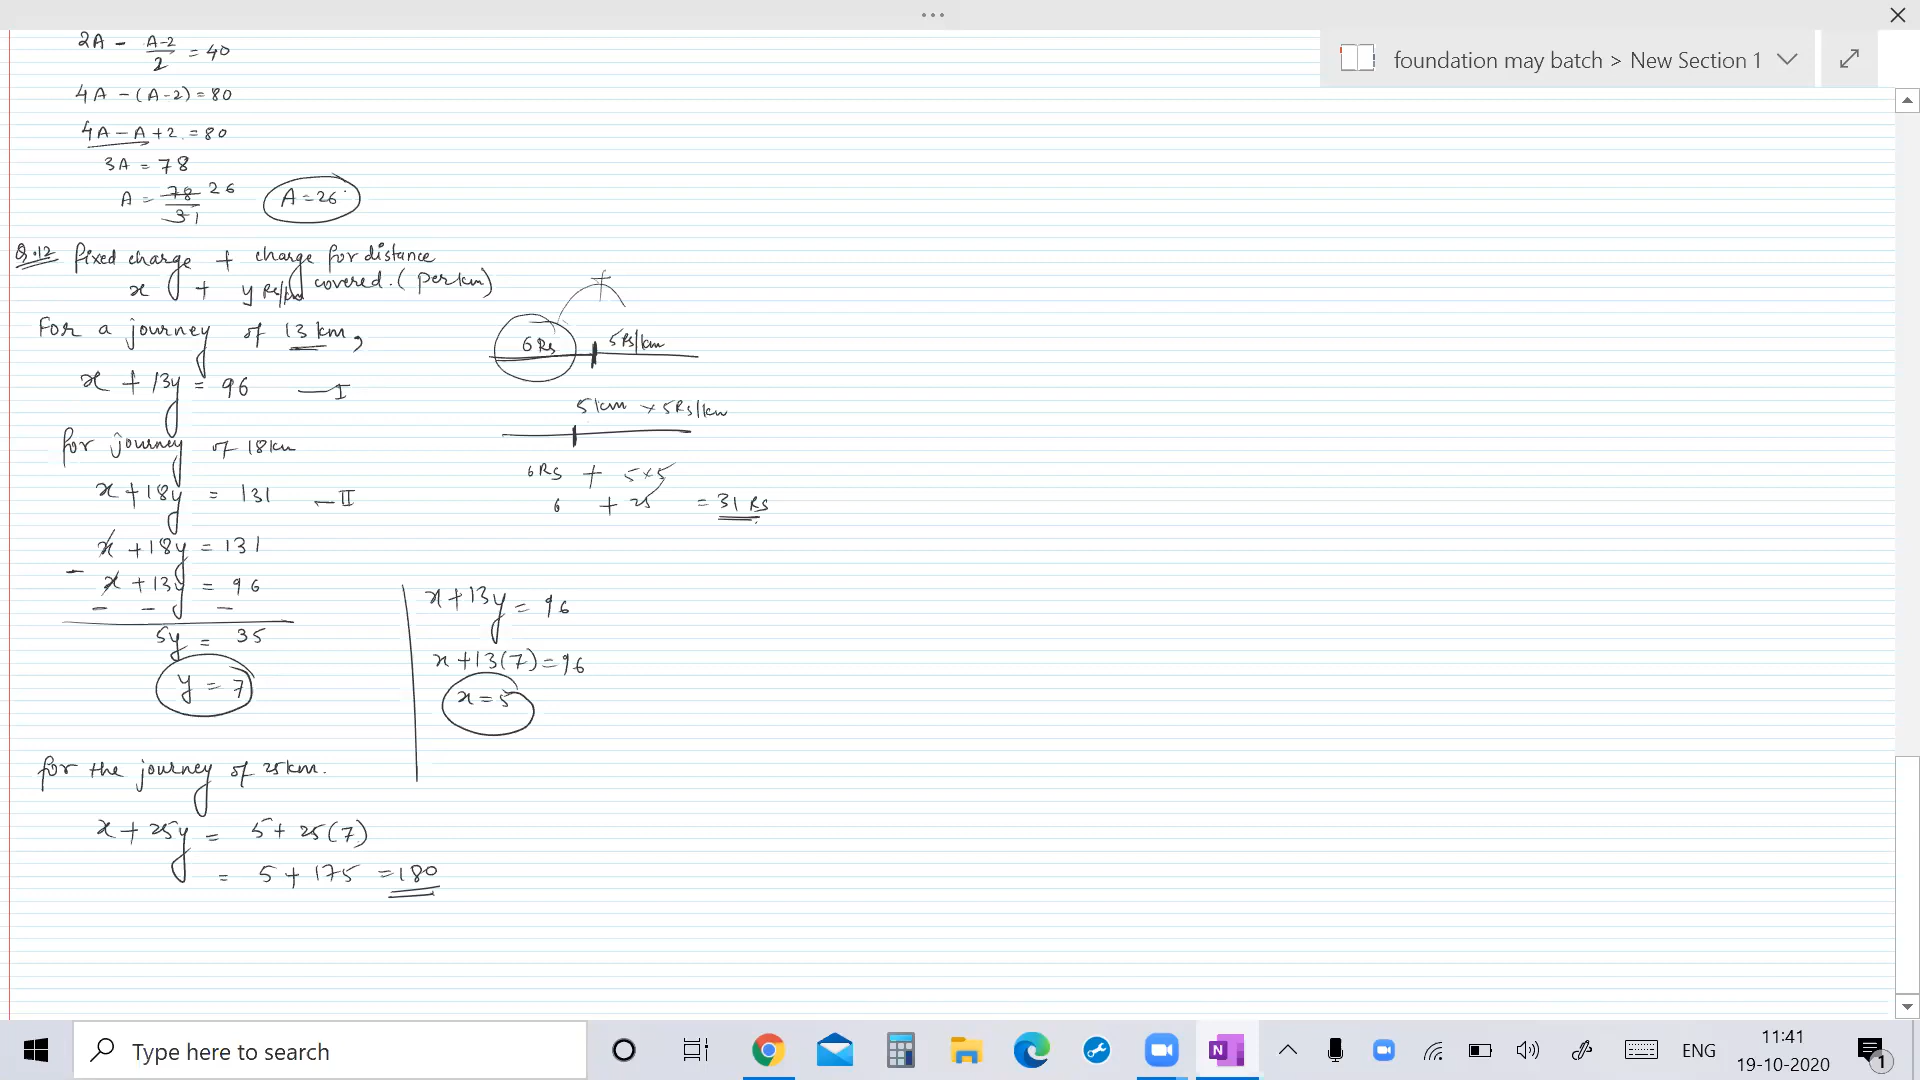 foundation may batch > New Section 1
2A - (A-2)/2 = 40
4A - (A-2) = 80
4A - A + 2 = 80
3A = 78
A = 78/3 26
1
A = 26
Q.12 fixed charge + charge for distance
covered. (per km)
x + y Rs/km
For a journey of 13 km,
x + 13y = 96 — I
for journey of 18km
x + 18y = 131 — II
x + 18y = 131
- x + 13y = 96
- - -
5y = 35
y = 7
6 Rs 5Rs/km
5 km × 5Rs/km
6 Rs + 5×5
6 + 25 = 31 Rs
x + 13y = 96
x + 13(7) = 96
x = 5
for the journey of 25km.
x + 25y = 5 + 25(7)
= 5 + 175 = 180
Type here to search
ENG
11:41
19-10-2020
1